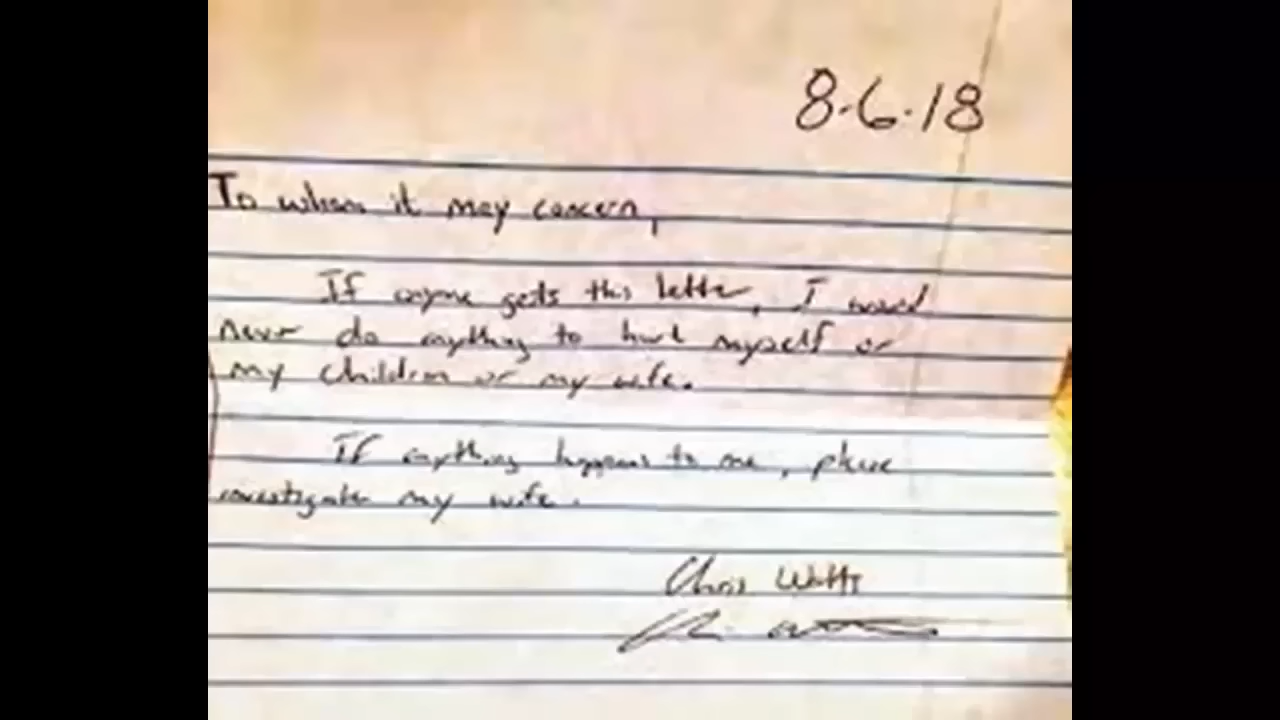 8.6.18
To whom it may concern,
If anyone gets this letter, I would
never do anything to hurt myself or
my children or my wife.
If anything happens to me, please
investigate my wife.
Chris Watts